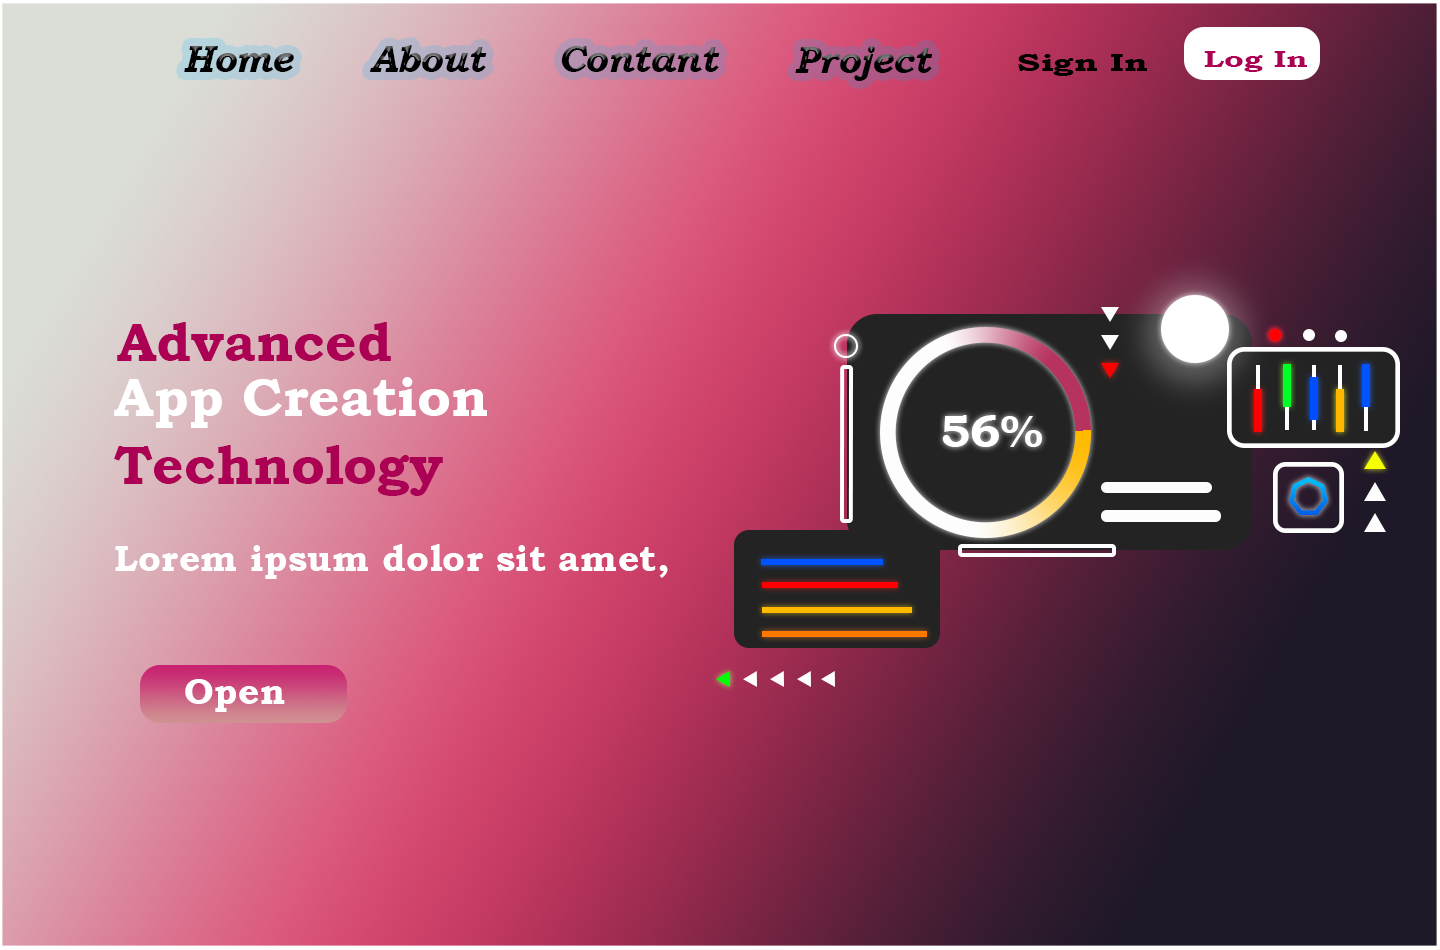 Home About Contant Project Sign In Log In
Advanced
App Creation
Technology
56%
Lorem ipsum dolor sit amet,
Open